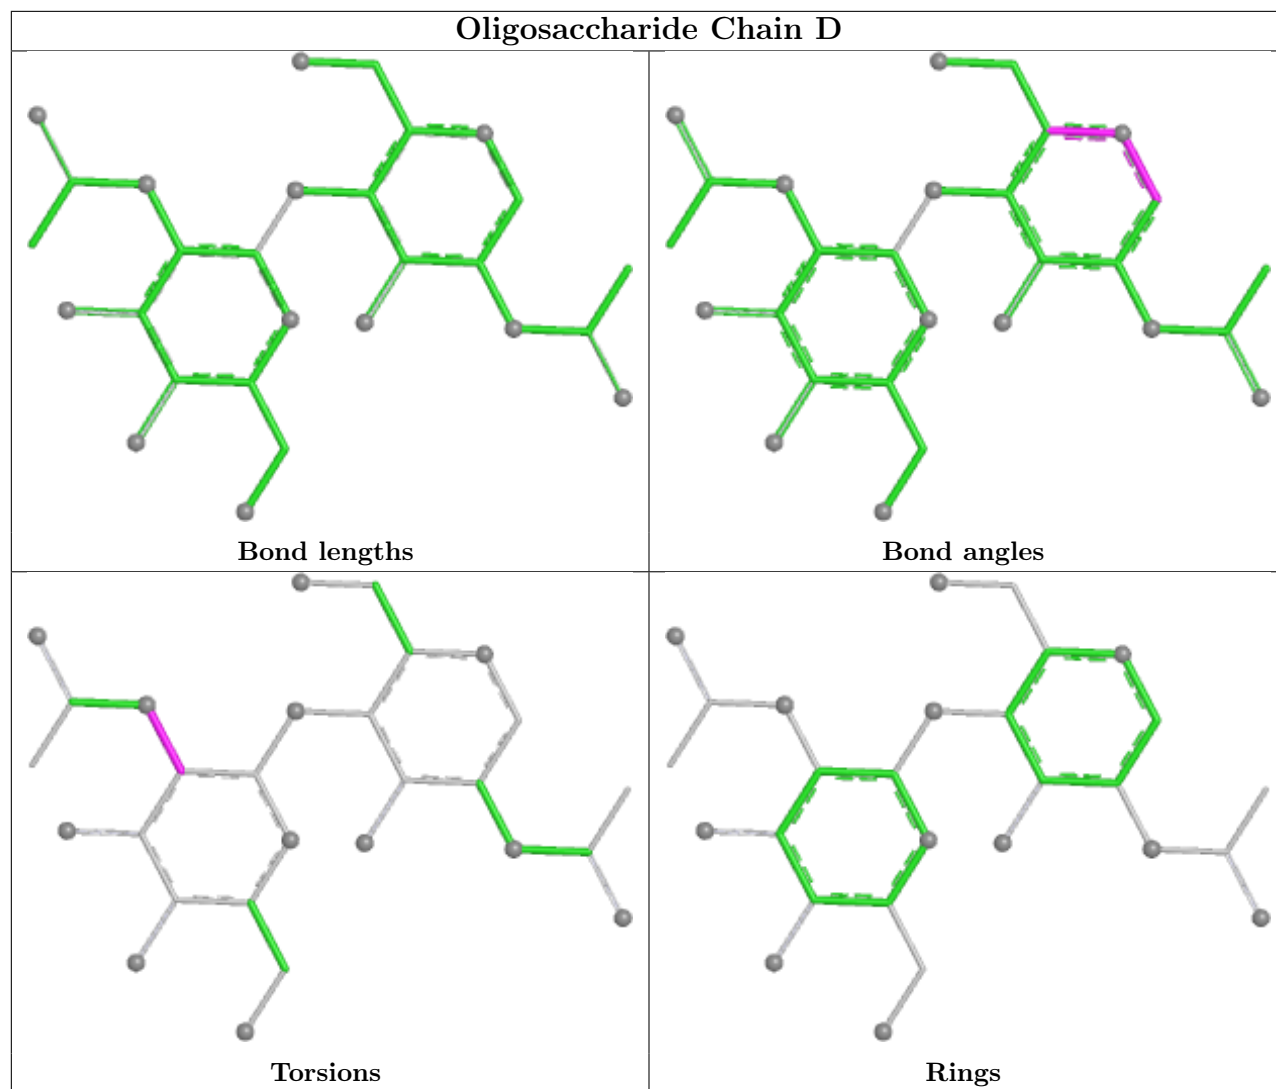 Oligosaccharide Chain D
Bond lengths
Bond angles
Torsions
Rings